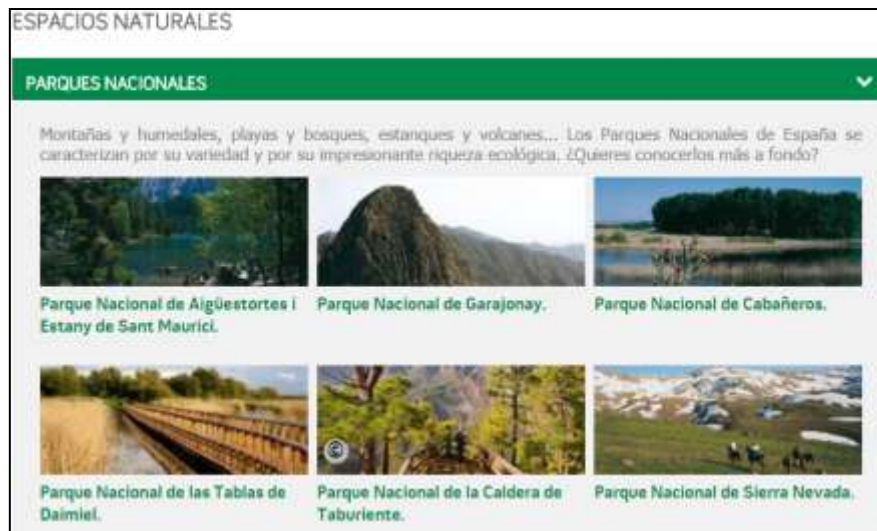 ESPACIOS NATURALES
PARQUES NACIONALES
Montañas y humedales, playas y bosques, estanques y volcanes... Los Parques Nacionales de España se
caracterizan por su variedad y por su impresionante riqueza ecológica. ¿Quieres conocerlos más a fondo?
Parque Nacional de Aigüestortes i
Estany de Sant Maurici.
Parque Nacional de Garajonay.
Parque Nacional de Cabañeros.
Parque Nacional de las Tablas de
Daimiel.
Parque Nacional de la Caldera de
Taburiente.
Parque Nacional de Sierra Nevada.